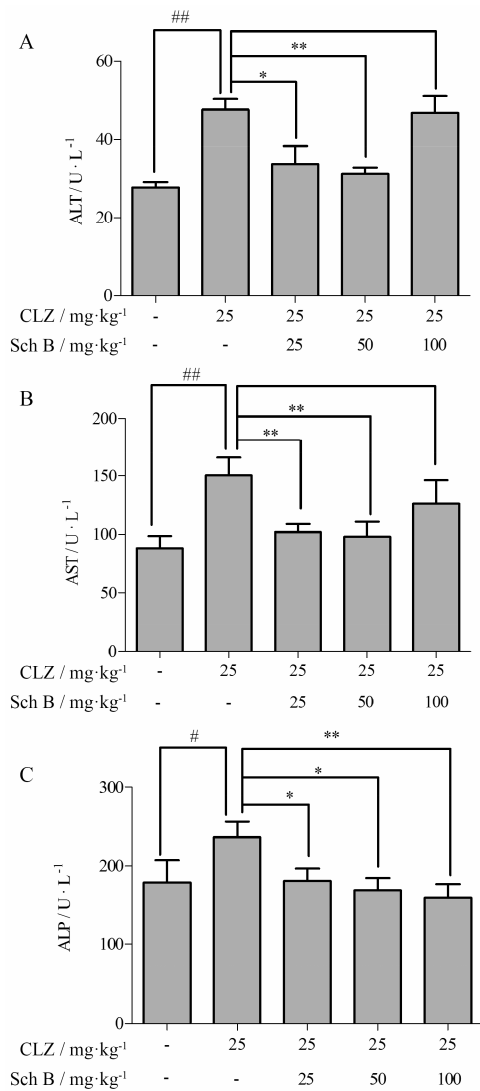 A
##
**
*
60
40
20
0
ALT / U · L⁻¹
CLZ / mg·kg⁻¹ - 25 25 25 25
Sch B / mg·kg⁻¹ - - 25 50 100
B
##
**
**
200
150
100
50
0
AST / U · L⁻¹
CLZ / mg·kg⁻¹ - 25 25 25 25
Sch B / mg·kg⁻¹ - - 25 50 100
C
#
**
*
*
300
200
100
0
ALP / U · L⁻¹
CLZ / mg·kg⁻¹ - 25 25 25 25
Sch B / mg·kg⁻¹ - - 25 50 100